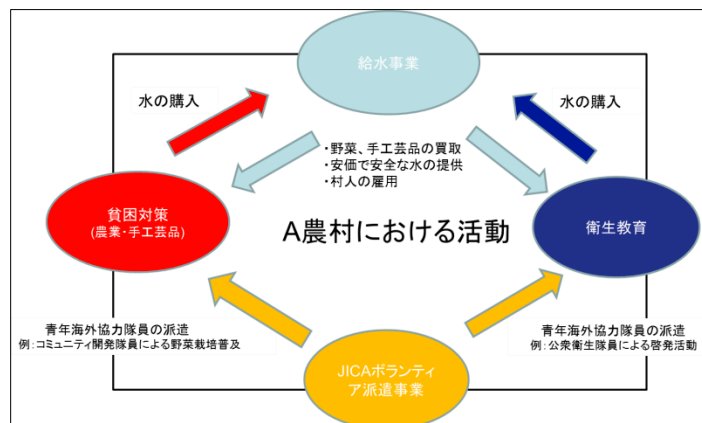 給水事業
水の購入
水の購入
・野菜、手工芸品の買取
・安価で安全な水の提供
・村人の雇用
貧困対策
(農業・手工芸品)
A農村における活動
衛生教育
青年海外協力隊員の派遣
例：コミュニティ開発隊員による野菜栽培普及
青年海外協力隊員の派遣
例：公衆衛生隊員による啓発活動
JICAボランティ
ア派遣事業